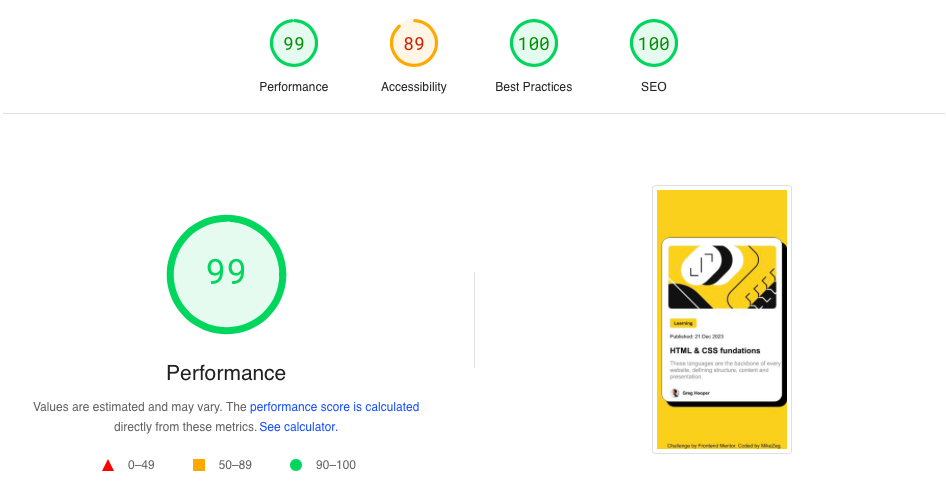 99
89
100
100
Performance
Accessibility
Best Practices
SEO
99
Performance
Values are estimated and may vary. The performance score is calculated
directly from these metrics. See calculator.
0–49
50–89
90–100
Learning
Published: 21 Dec 2023
HTML & CSS fundations
These languages are the backbone of every
website, defining structure, content and
presentation.
Greg Hooper
Challenge by Frontend Mentor. Coded by MikeZeg.